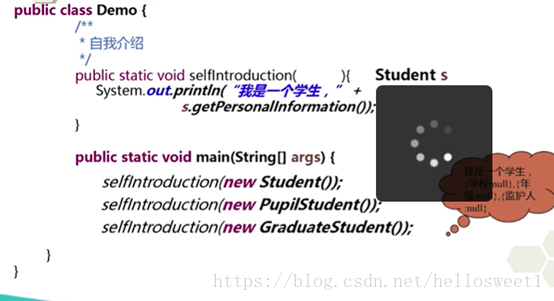 public class Demo {
/**
* 自我介绍
*/
public static void selfIntroduction( ){ Student s
System.out.println(“我是一个学生，” +
s.getPersonalInformation());
}
public static void main(String[] args) {
selfIntroduction(new Student());
selfIntroduction(new PupilStudent());
selfIntroduction(new GraduateStudent());
}
}
我是一个学生，
{学校:null},{年
级:null},{监护人
:null}
https://blog.csdn.net/hellosweet1